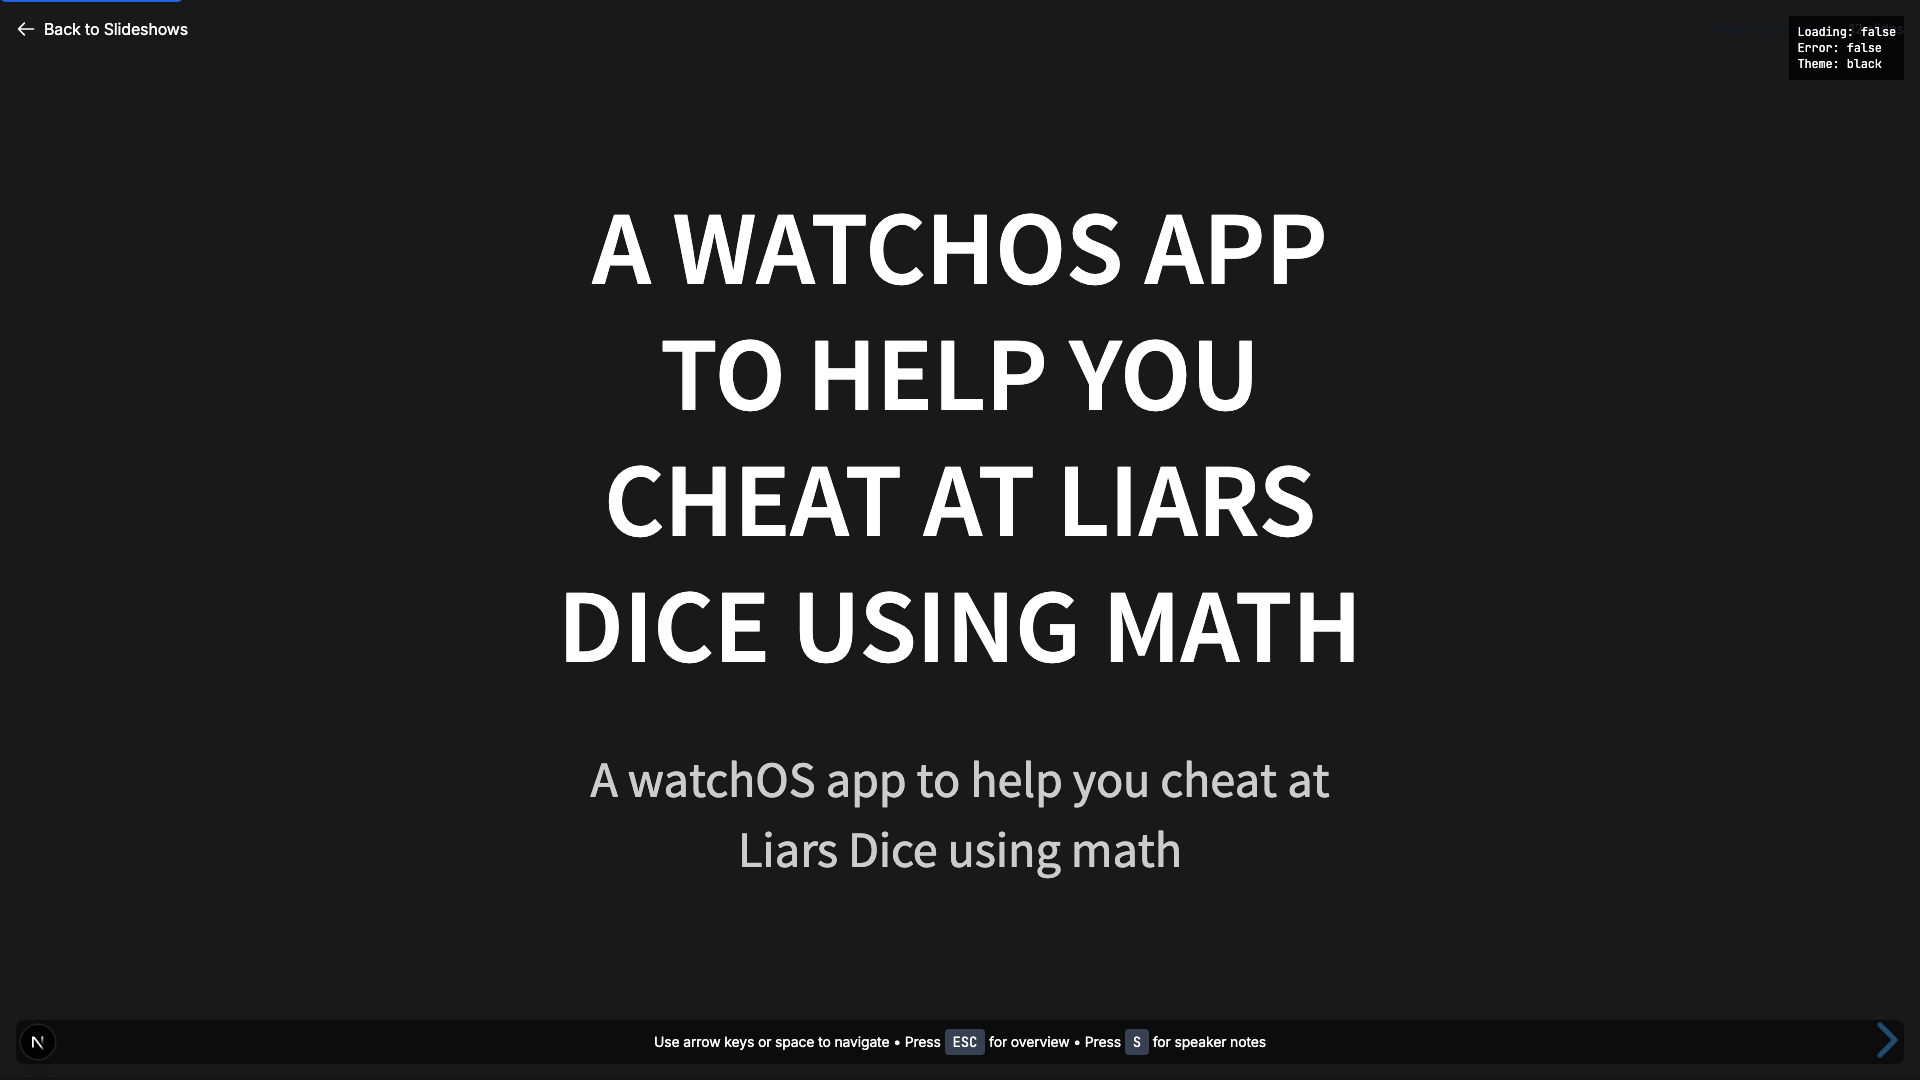 Back to Slideshows
Loading: false
Error: false
Theme: black
A WATCHOS APP
TO HELP YOU
CHEAT AT LIARS
DICE USING MATH
A watchOS app to help you cheat at
Liars Dice using math
N
Use arrow keys or space to navigate • Press ESC for overview • Press S for speaker notes